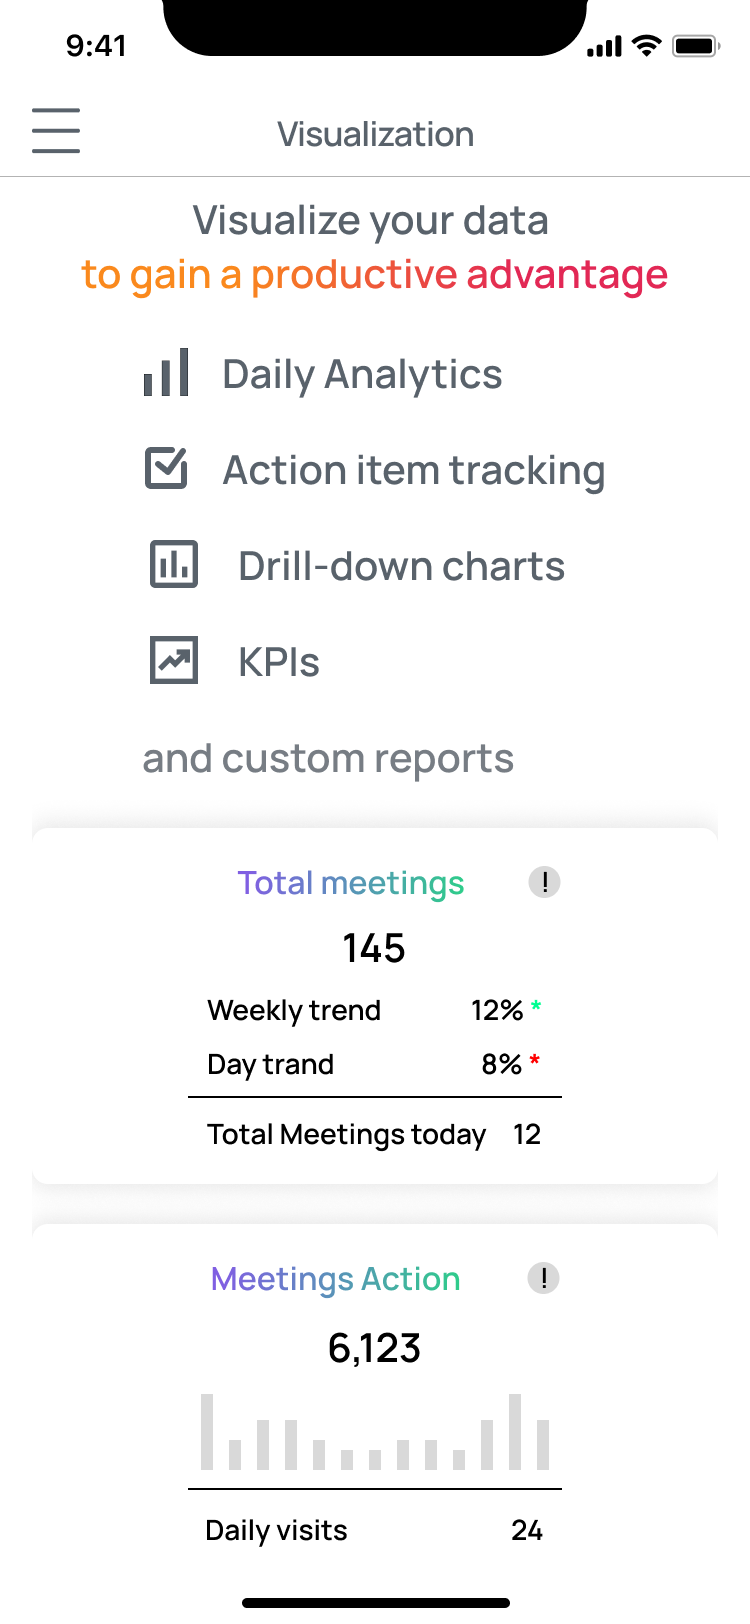 9:41
Visualization
Visualize your data
to gain a productive advantage
Daily Analytics
Action item tracking
Drill-down charts
KPIs
and custom reports
Total meetings !
145
Weekly trend 12% *
Day trand 8% *
Total Meetings today 12
Meetings Action !
6,123
Daily visits 24